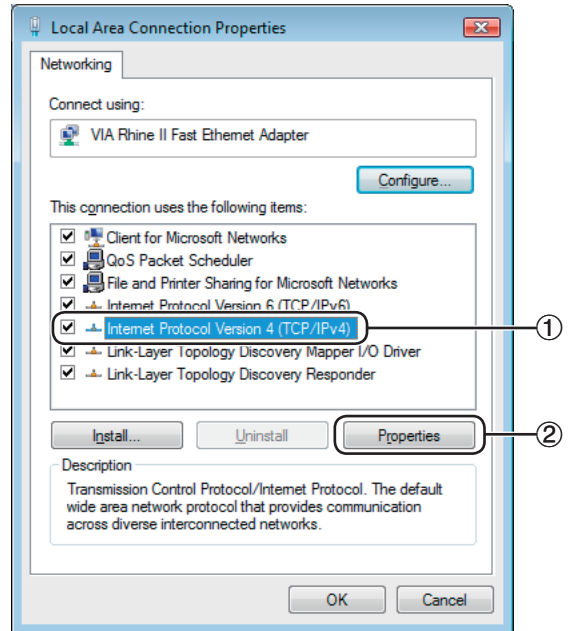 Local Area Connection Properties
Networking
Connect using:
VIA Rhine II Fast Ethernet Adapter
Configure...
This connection uses the following items:
Client for Microsoft Networks
QoS Packet Scheduler
File and Printer Sharing for Microsoft Networks
Internet Protocol Version 6 (TCP/IPv6)
Internet Protocol Version 4 (TCP/IPv4) ①
Link-Layer Topology Discovery Mapper I/O Driver
Link-Layer Topology Discovery Responder
Install... Uninstall Properties ②
Description
Transmission Control Protocol/Internet Protocol. The default
wide area network protocol that provides communication
across diverse interconnected networks.
OK Cancel